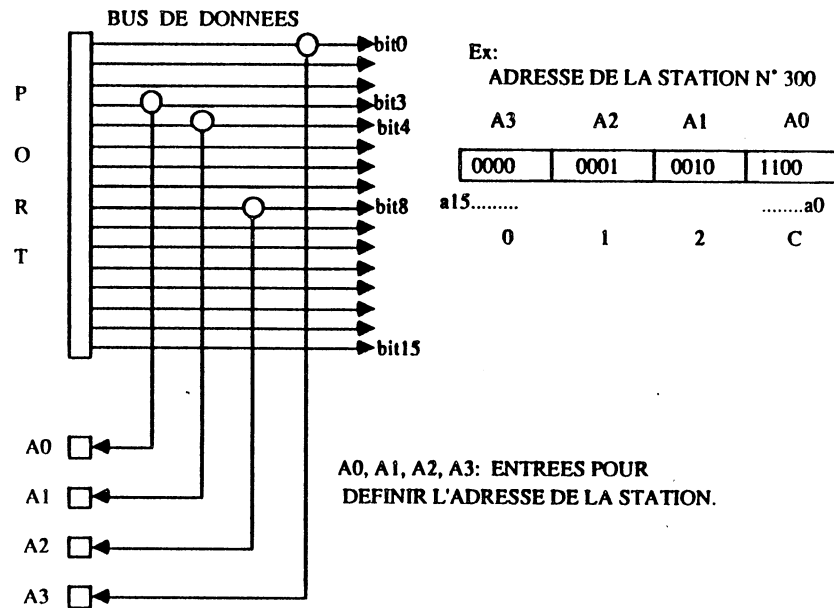 BUS DE DONNEES
P
O
R
T
bit0
bit3
bit4
bit8
bit15
A0
A1
A2
A3
Ex:
ADRESSE DE LA STATION N° 300
A3 A2 A1 A0
0000 0001 0010 1100
a15......... ........a0
0 1 2 C
A0, A1, A2, A3: ENTREES POUR
DEFINIR L'ADRESSE DE LA STATION.